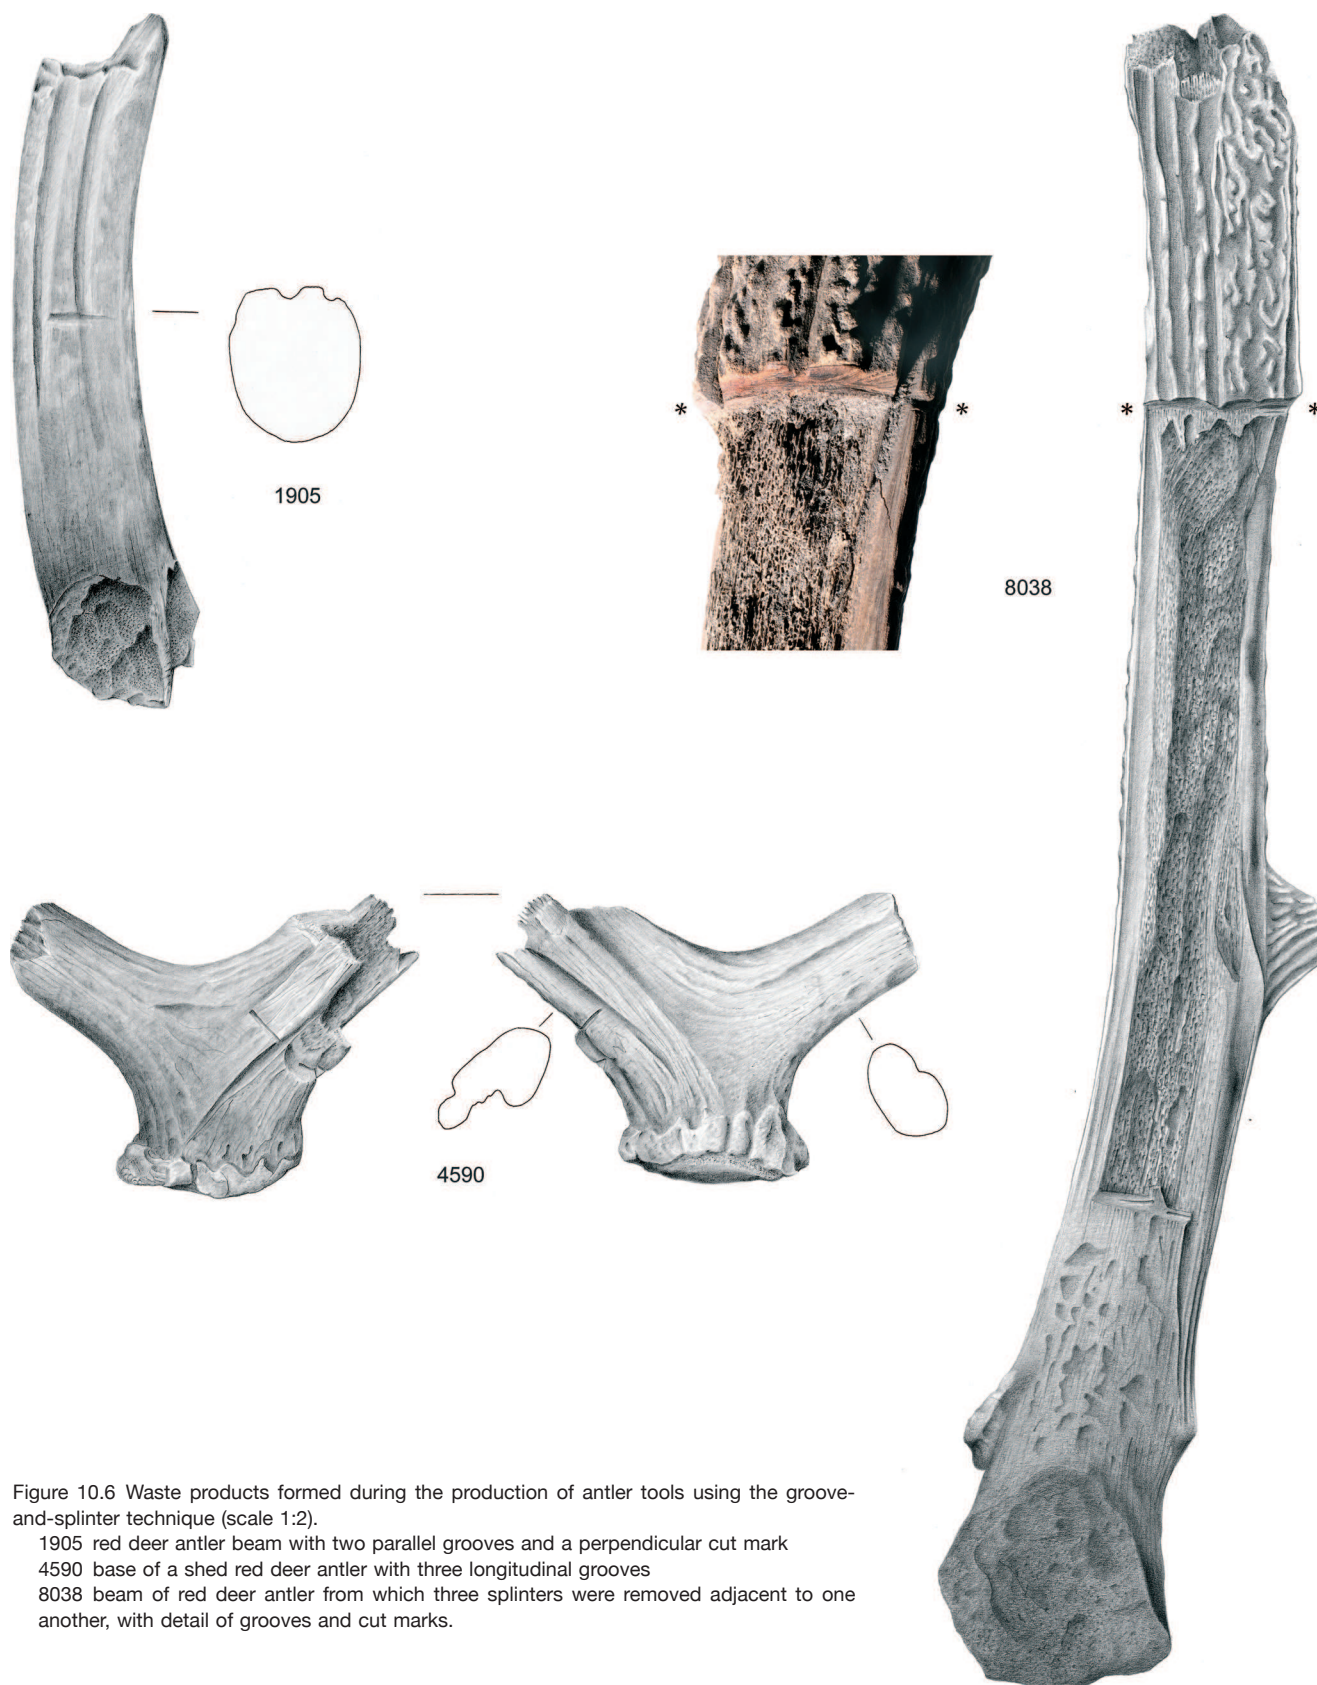 1905
*
*
*
*
8038
4590
Figure 10.6 Waste products formed during the production of antler tools using the groove-
and-splinter technique (scale 1:2).
1905 red deer antler beam with two parallel grooves and a perpendicular cut mark
4590 base of a shed red deer antler with three longitudinal grooves
8038 beam of red deer antler from which three splinters were removed adjacent to one
another, with detail of grooves and cut marks.